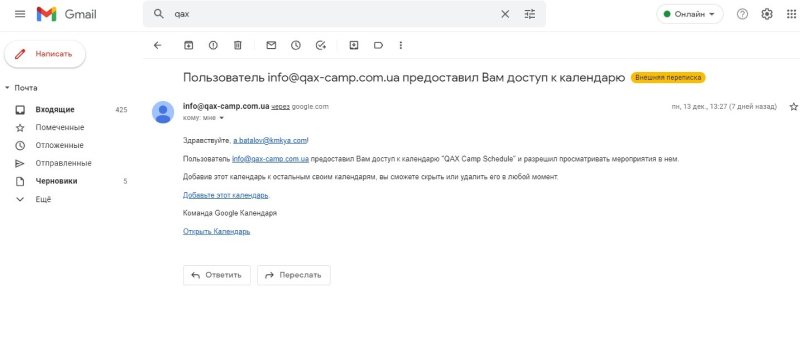 Gmail
qax
Онлайн
Написать
Почта
Входящие 425
Помеченные
Отложенные
Отправленные
Черновики 5
Ещё
Пользователь info@qax-camp.com.ua предоставил Вам доступ к календарю Внешняя переписка
info@qax-camp.com.ua через google.com пн, 13 дек., 13:27 (7 дней назад)
кому: мне
Здравствуйте, a.batalov@kmkya.com!
Пользователь info@qax-camp.com.ua предоставил Вам доступ к календарю "QAX Camp Schedule" и разрешил просматривать мероприятия в нем.
Добавив этот календарь к остальным своим календарям, вы сможете скрыть или удалить его в любой момент.
Добавьте этот календарь.
Команда Google Календаря
Открыть Календарь
Ответить
Переслать